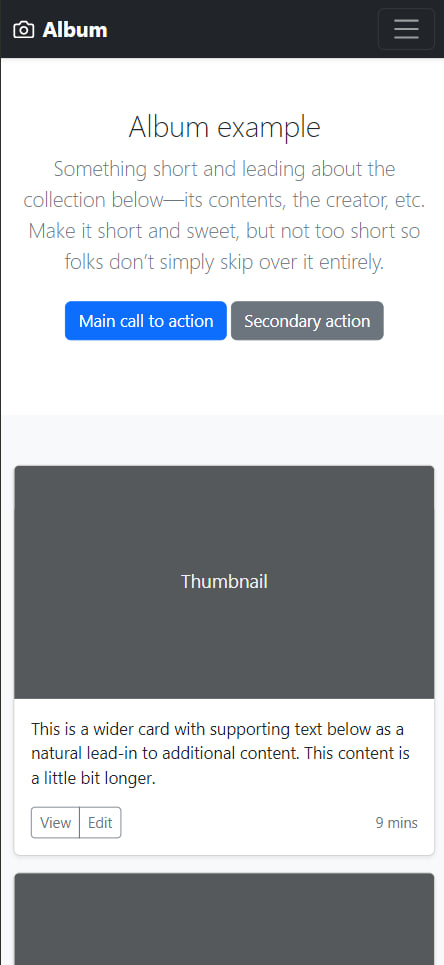 Album
Album example
Something short and leading about the
collection below—its contents, the creator, etc.
Make it short and sweet, but not too short so
folks don’t simply skip over it entirely.
Main call to action Secondary action
Thumbnail
This is a wider card with supporting text below as a
natural lead-in to additional content. This content is
a little bit longer.
View Edit 9 mins